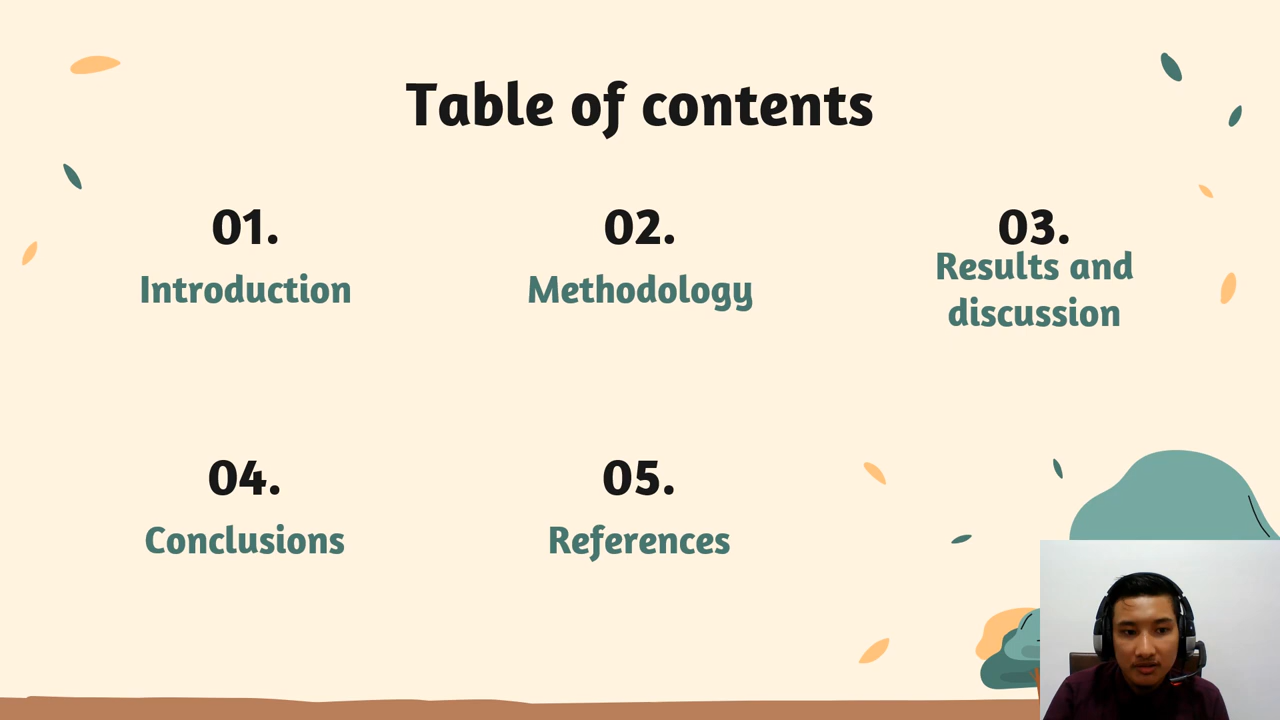 Table of contents
01.
Introduction
02.
Methodology
03.
Results and
discussion
04.
Conclusions
05.
References